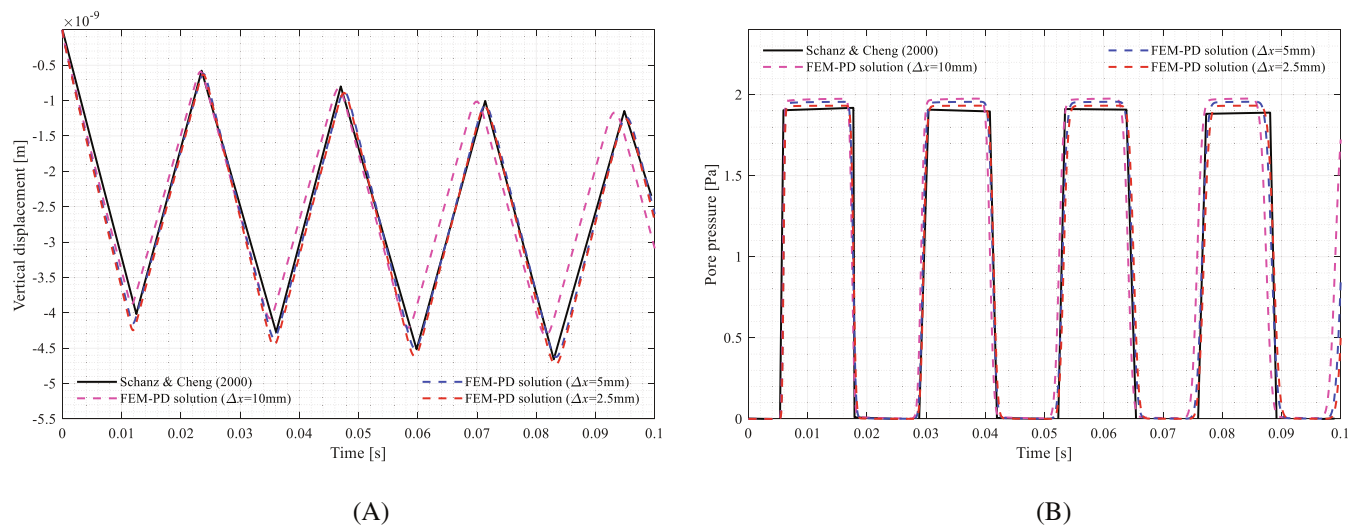 ×10⁻⁹
-0.5
-1
-1.5
-2
-2.5
-3
-3.5
-4
-4.5
-5
-5.5
Vertical displacement [m]
Schanz & Cheng (2000)
FEM-PD solution (Δx=10mm)
FEM-PD solution (Δx=5mm)
FEM-PD solution (Δx=2.5mm)
0 0.01 0.02 0.03 0.04 0.05 0.06 0.07 0.08 0.09 0.1
Time [s]
(A)
Schanz & Cheng (2000)
FEM-PD solution (Δx=10mm)
FEM-PD solution (Δx=5mm)
FEM-PD solution (Δx=2.5mm)
2
1.5
1
0.5
0
Pore pressure [Pa]
0 0.01 0.02 0.03 0.04 0.05 0.06 0.07 0.08 0.09 0.1
Time [s]
(B)